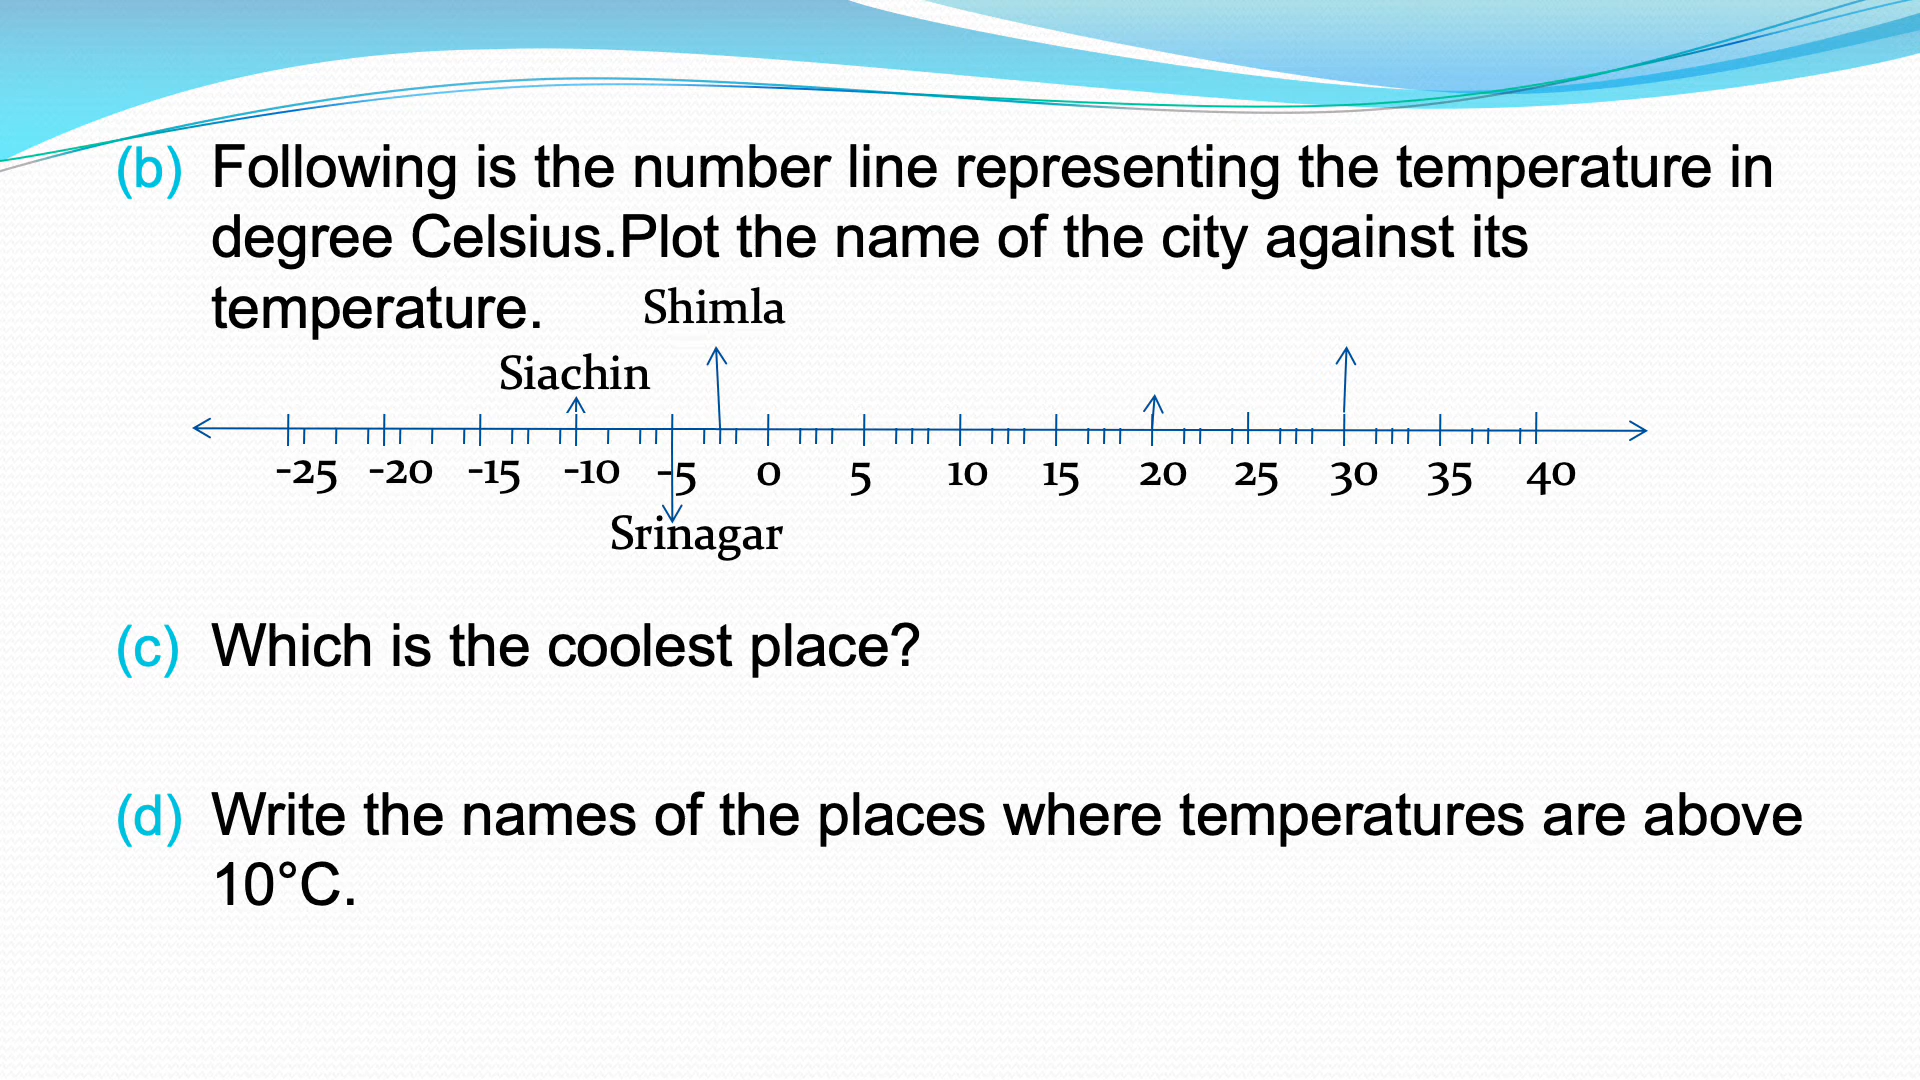 (b) Following is the number line representing the temperature in
degree Celsius.Plot the name of the city against its
temperature.
Shimla
Siachin
-25 -20 -15 -10 -5 0 5 10 15 20 25 30 35 40
Srinagar
(c) Which is the coolest place?
(d) Write the names of the places where temperatures are above
10°C.